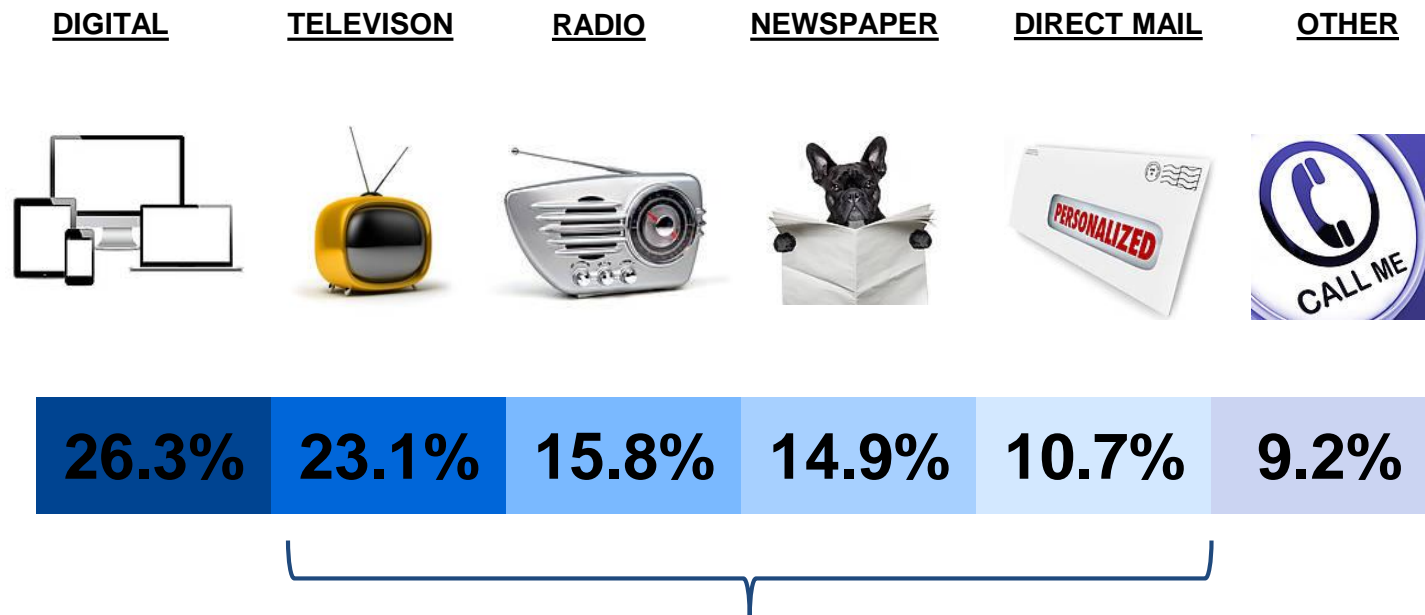 DIGITAL TELEVISON RADIO NEWSPAPER DIRECT MAIL OTHER
PERSONALIZED
CALL ME
26.3% 23.1% 15.8% 14.9% 10.7% 9.2%